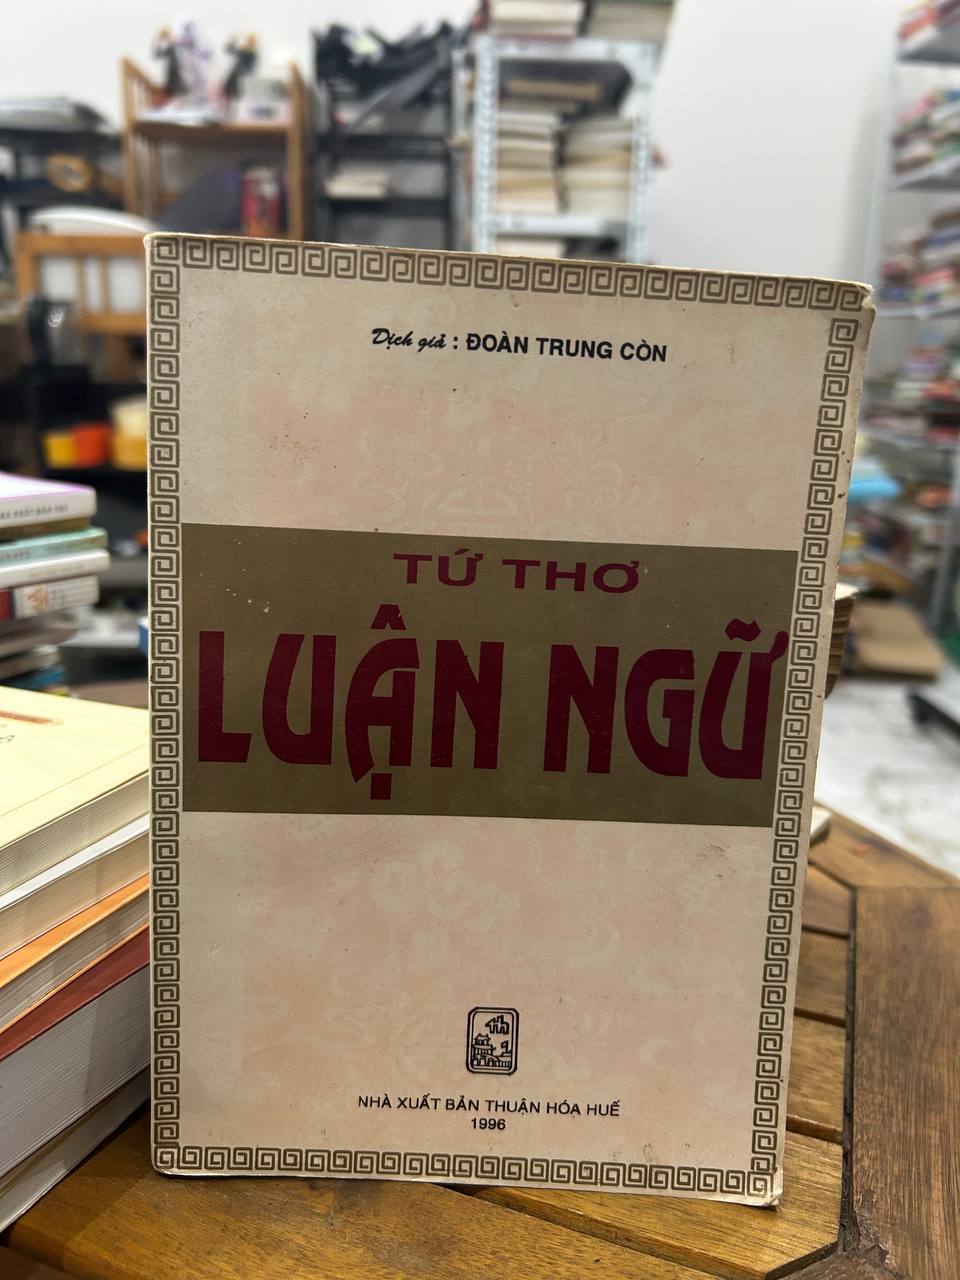 Dịch giả : ĐOÀN TRUNG CÒN
TỨ THƠ
LUẬN NGỮ
NHÀ XUẤT BẢN THUẬN HÓA HUẾ
1996